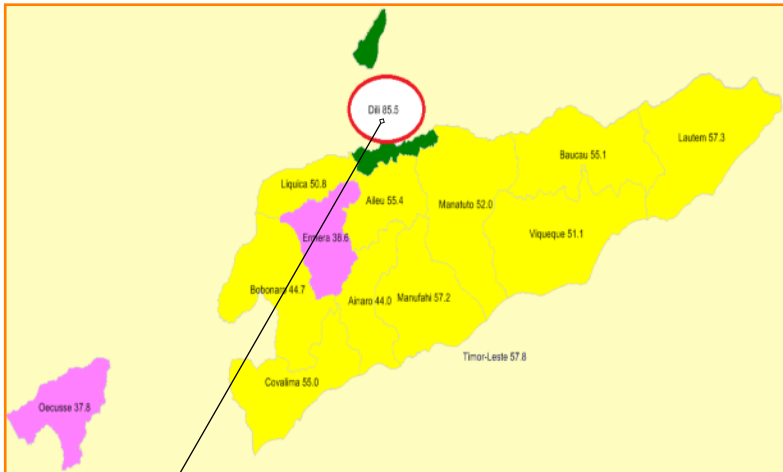 Dili 85.5
Lautem 57.3
Baucau 55.1
Liquica 50.8
Aileu 55.4
Manatuto 52.0
Viqueque 51.1
Ermera 38.6
Bobonaro 44.7
Ainaro 44.0
Manufahi 57.2
Timor-Leste 57.8
Covalima 55.0
Oecusse 37.8